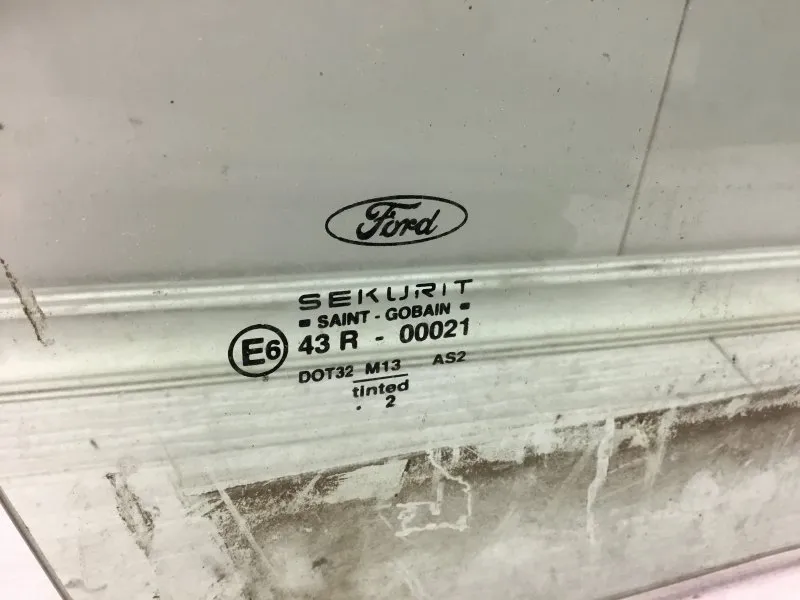 Ford
SEKURIT
SAINT - GOBAIN
E6 43 R - 00021
DOT32 M13 AS2
tinted
. 2